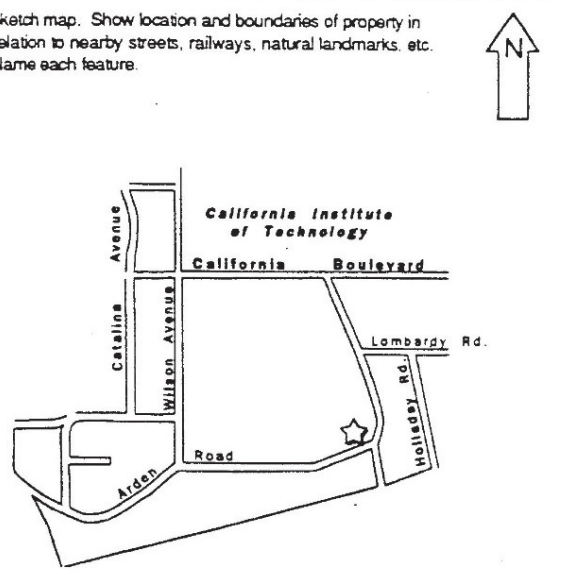 ketch map. Show location and boundaries of property in
elation to nearby streets, railways, natural landmarks, etc.
lame each feature.
N
California Institute
of Technology
Avenue
California Boulevard
Catalina
Wilson Avenue
Lombardy Rd.
Holladay Rd.
Road
Arden